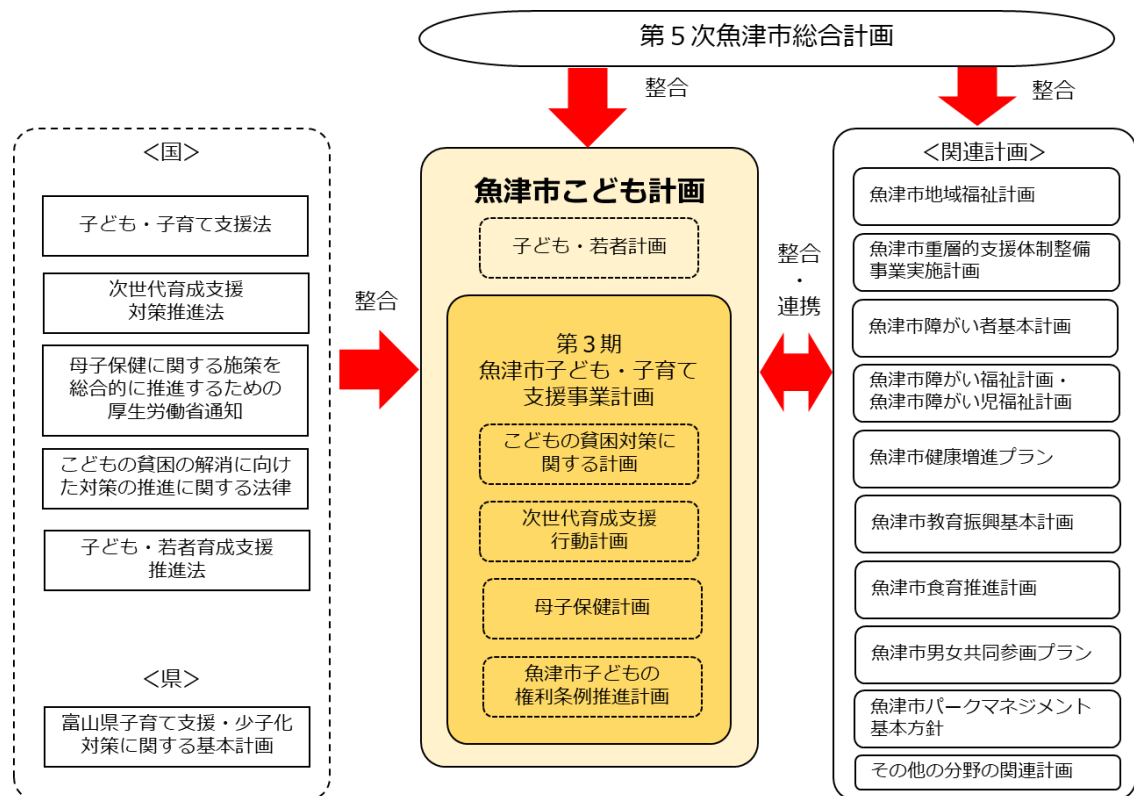 第５次魚津市総合計画
整合
整合
＜国＞
子ども・子育て支援法
次世代育成支援
対策推進法
母子保健に関する施策を
総合的に推進するための
厚生労働省通知
こどもの貧困の解消に向け
た対策の推進に関する法律
子ども・若者育成支援
推進法
＜県＞
富山県子育て支援・少子化
対策に関する基本計画
整合
魚津市こども計画
子ども・若者計画
第３期
魚津市子ども・子育て
支援事業計画
こどもの貧困対策に
関する計画
次世代育成支援
行動計画
母子保健計画
魚津市子どもの
権利条例推進計画
整合
・
連携
＜関連計画＞
魚津市地域福祉計画
魚津市重層的支援体制整備
事業実施計画
魚津市障がい者基本計画
魚津市障がい福祉計画・
魚津市障がい児福祉計画
魚津市健康増進プラン
魚津市教育振興基本計画
魚津市食育推進計画
魚津市男女共同参画プラン
魚津市パークマネジメント
基本方針
その他の分野の関連計画